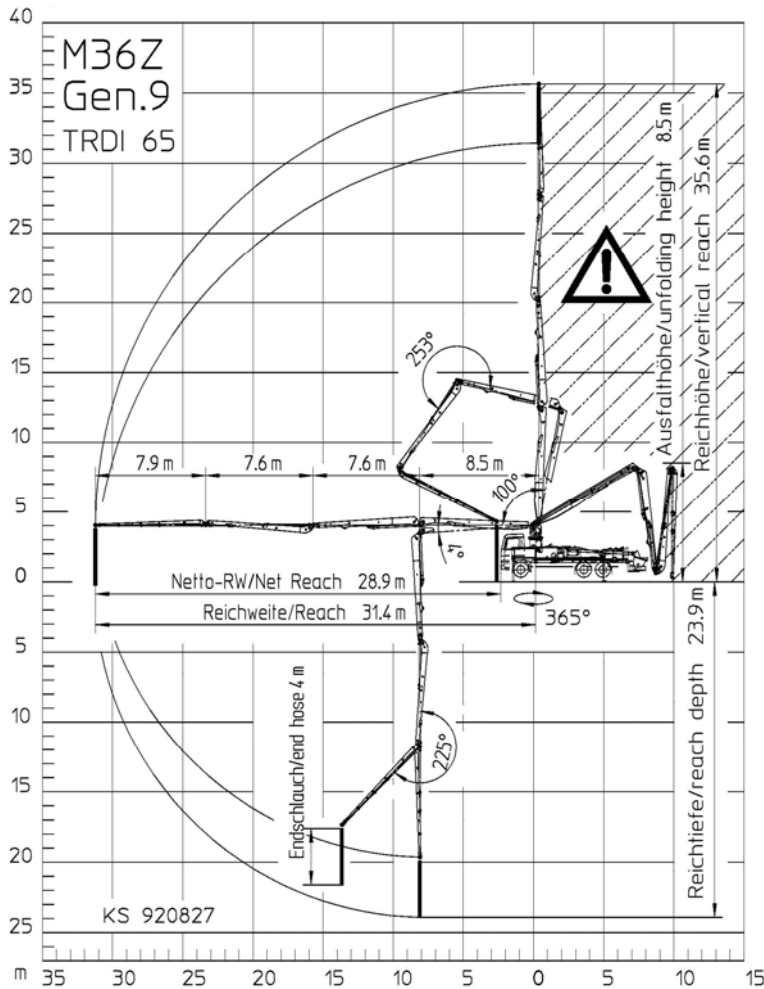 M36Z
Gen.9
TRDI 65
40
35
30
25
20
15
10
5
0
5
10
15
20
25
m
35 30 25 20 15 10 5 0 5 10 15
253°
7.9 m 7.6 m 7.6 m 8.5 m
100°
Netto-RW/Net Reach 28.9 m
Reichweite/Reach 31.4 m
365°
Ausfalthöhe/unfolding height 8.5 m
Reichhöhe/vertical reach 35.6 m
Reichtiefe/reach depth 23.9 m
Endschlauch/end hose 4 m
225°
KS 920827